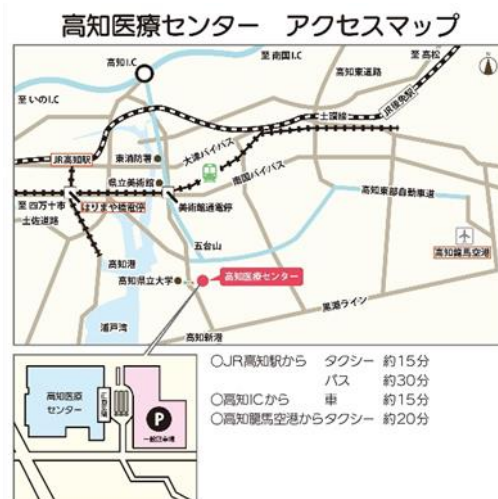 高知医療センター　アクセスマップ
高知I.C
至 南国I.C
至 高松
高知東道路
至 いのI.C
土讃線
JR後免駅
JR高知駅
東消防署
大津バイパス
県立美術館
南国バイパス
至 四万十市
土佐道路
はりまや橋電停
美術館通電停
高知東部自動車道
五台山
高知龍馬空港
高知港
高知県立大学
高知医療センター
黒潮ライン
浦戸湾
高知新港
高知医療
センター
P
〇JR高知駅から　タクシー　約15分
バス　約30分
〇高知ICから　車　約15分
〇高知龍馬空港からタクシー　約20分